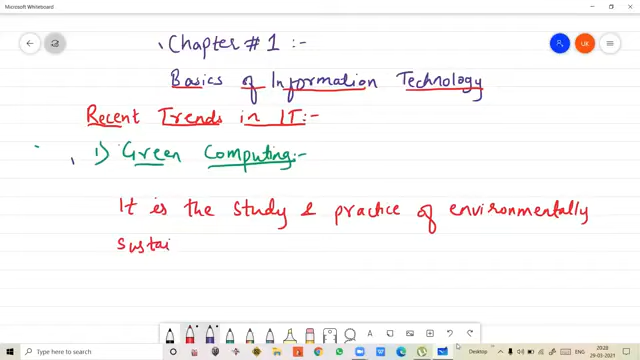 Microsoft Whiteboard
Chapter # 1 :-
Basics of Information Technology
Recent Trends in IT :-
1) Green Computing :-
It is the study & practice of environmentally
sustai
UK
Type here to search
Desktop
ENG
20:28
29-03-2021